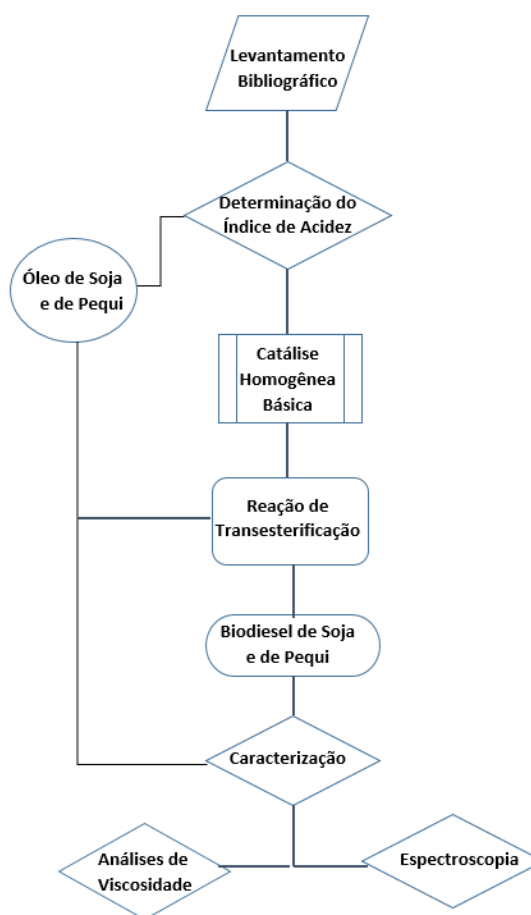 Levantamento
Bibliográfico
Determinação do
Índice de Acidez
Óleo de Soja
e de Pequi
Catálise
Homogênea
Básica
Reação de
Transesterificação
Biodiesel de Soja
e de Pequi
Caracterização
Análises de
Viscosidade
Espectroscopia